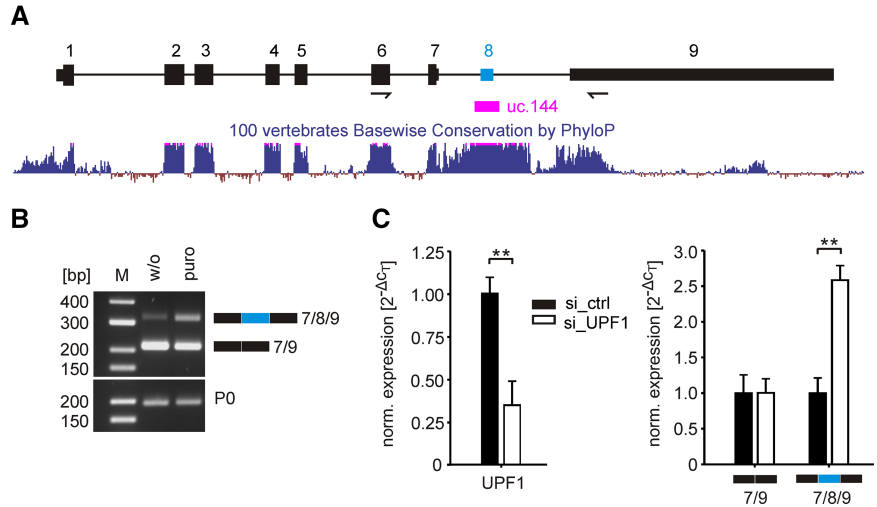 A
1 2 3 4 5 6 7 8 9
uc.144
100 vertebrates Basewise Conservation by PhyloP
B
[bp] M w/o puro
400
300
200
150
7/8/9
7/9
200
150
P0
C
norm. expression [2^-ΔcT]
1.25
1.00
0.75
0.50
0.25
0
**
UPF1
si_ctrl
si_UPF1
norm. expression [2^-ΔcT]
3.0
2.5
2.0
1.5
1.0
0.5
0
**
7/9 7/8/9